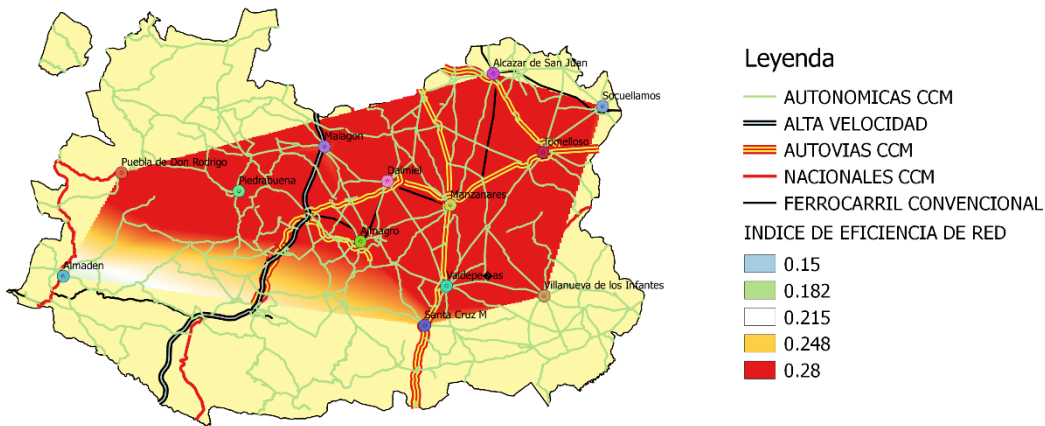 Alcazar de San Juan
Socuellamos
Malagon
Tomelloso
Puebla de Don Rodrigo
Daimiel
Piedrabuena
Manzanares
Almagro
Almaden
Valdepe�as
Villanueva de los Infantes
Santa Cruz M
Leyenda
AUTONOMICAS CCM
ALTA VELOCIDAD
AUTOVIAS CCM
NACIONALES CCM
FERROCARRIL CONVENCIONAL
INDICE DE EFICIENCIA DE RED
0.15
0.182
0.215
0.248
0.28